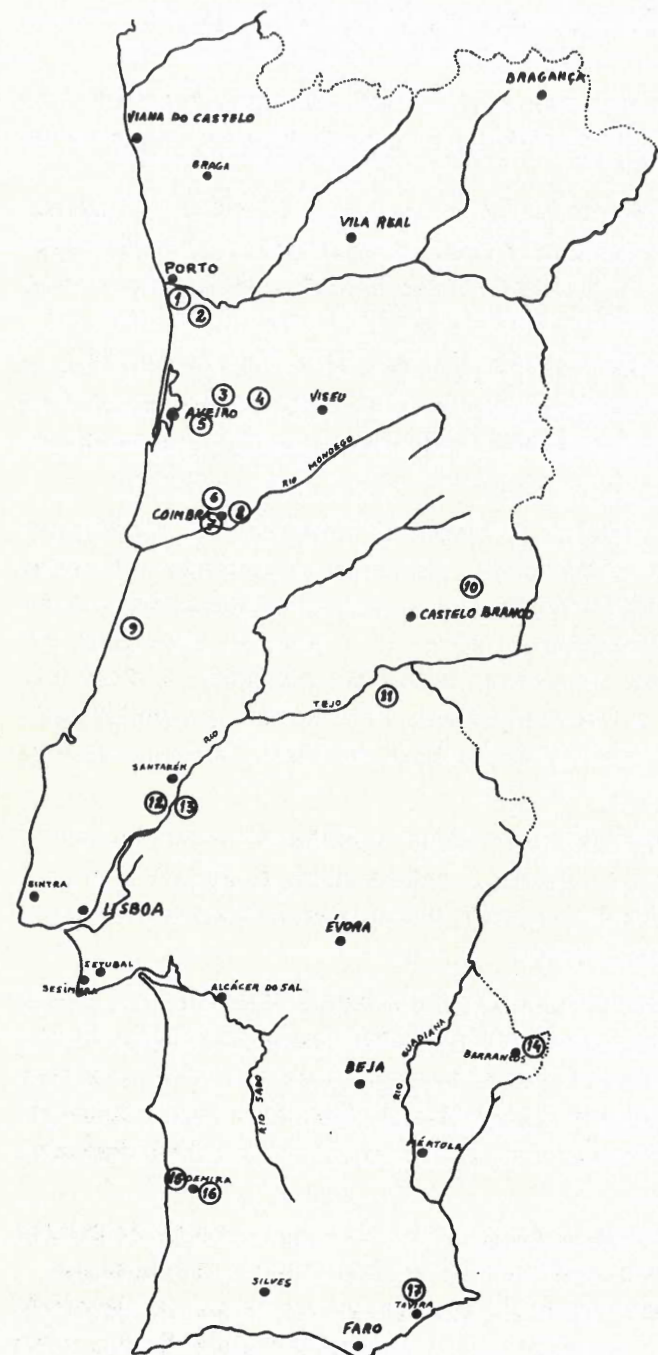 BRAGANÇA
VIANA DO CASTELO
BRAGA
VILA REAL
PORTO
1
2
3
4
VISEU
AVEIRO
5
RIO MONDEGO
6
COIMBRA
8
7
10
CASTELO BRANCO
9
11
RIO TEJO
SANTARÉM
12
13
SINTRA
LISBOA
ÉVORA
SETUBAL
SESIMBRA
ALCÁCER DO SAL
RIO GUADIANA
BARRANCOS
14
BEJA
RIO SADO
MÉRTOLA
15
ODEMIRA
16
SILVES
17
TAVIRA
FARO